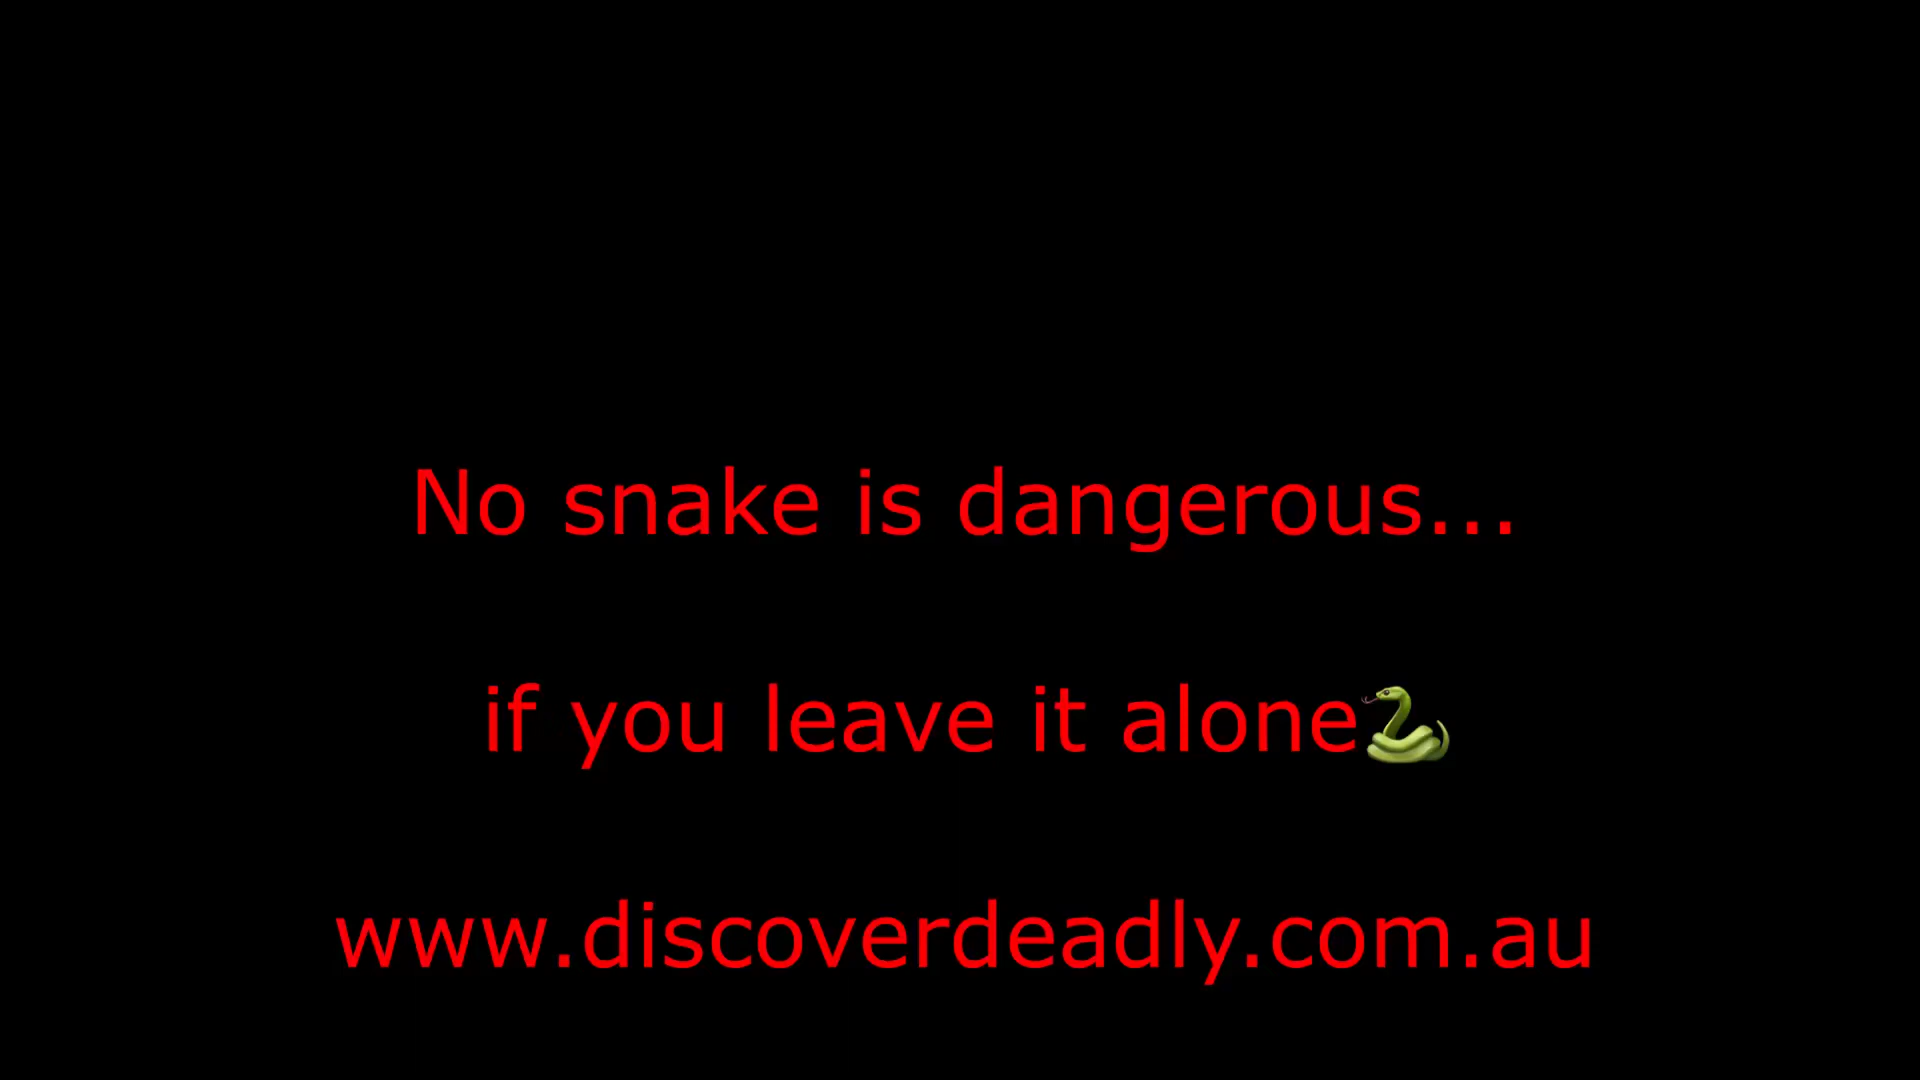 No snake is dangerous...
if you leave it alone🐍
www.discoverdeadly.com.au